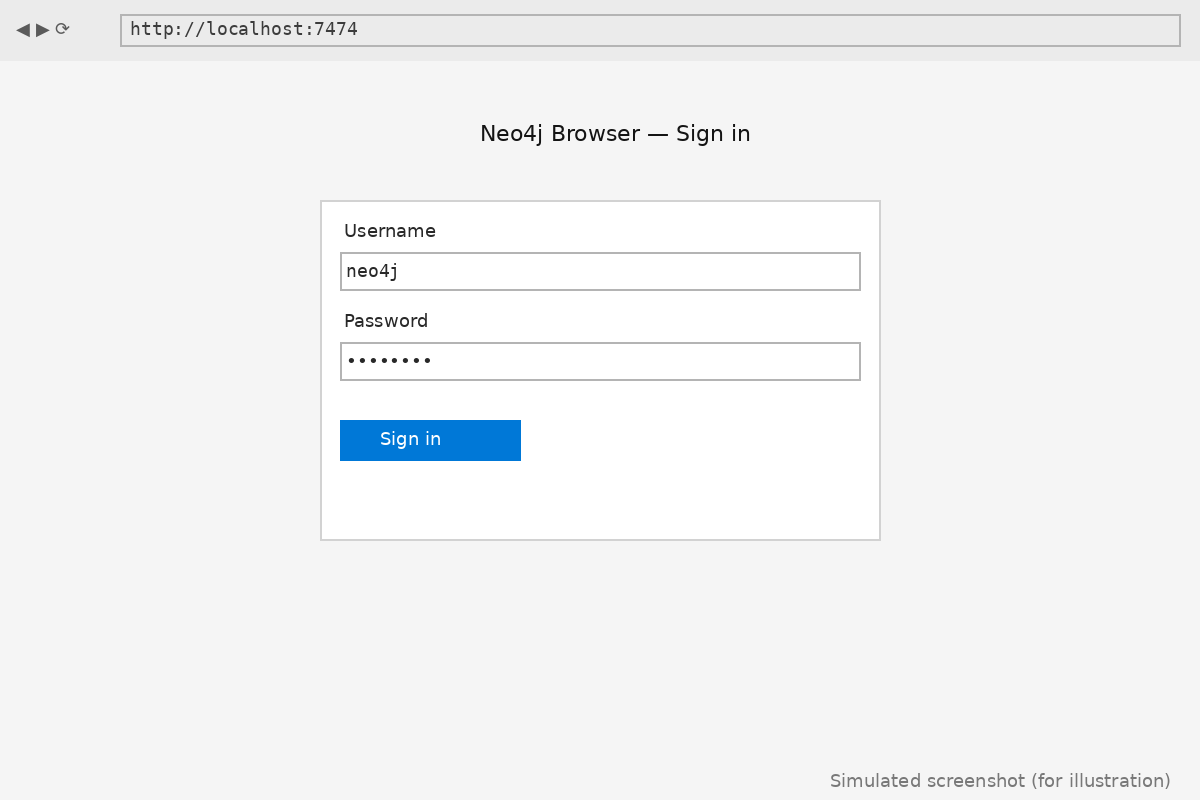 ◀ ▶ ⟳ http://localhost:7474
Neo4j Browser — Sign in
Username
neo4j
Password
••••••••
Sign in
Simulated screenshot (for illustration)